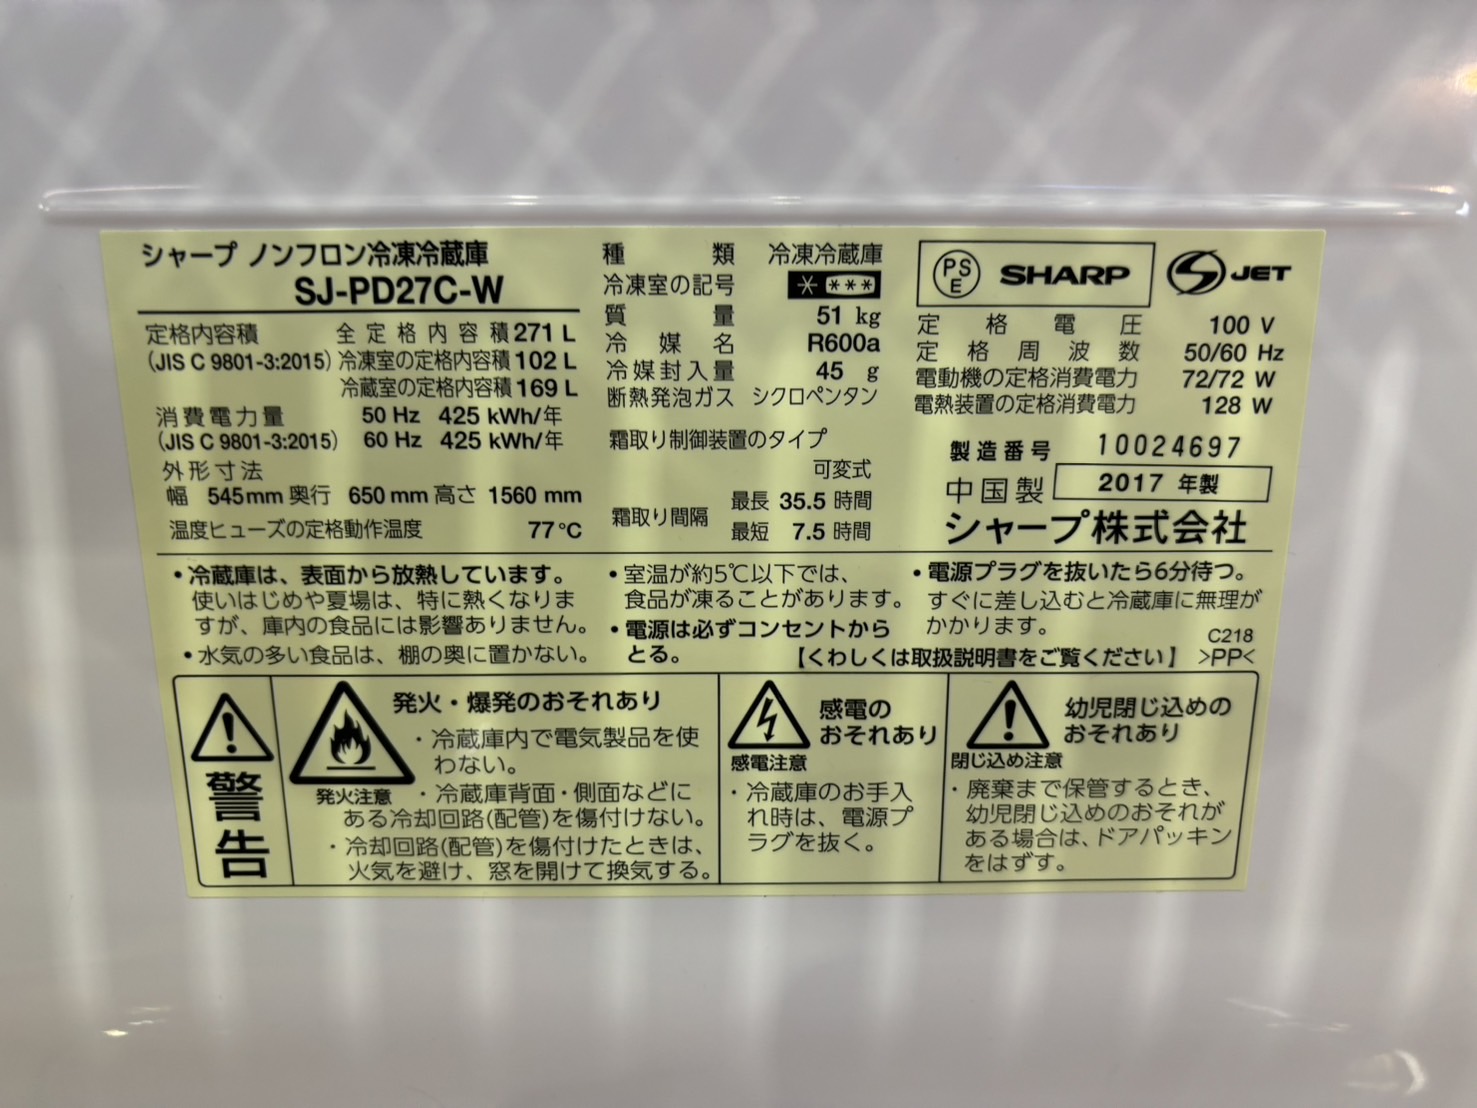 シャープ ノンフロン冷凍冷蔵庫
SJ-PD27C-W
定格内容積 全定格内容積 271 L
(JIS C 9801-3:2015) 冷凍室の定格内容積 102 L
冷蔵室の定格内容積 169 L
消費電力量 50 Hz 425 kWh/年
(JIS C 9801-3:2015) 60 Hz 425 kWh/年
外形寸法
幅 545mm 奥行 650 mm 高さ 1560 mm
温度ヒューズの定格動作温度 77℃
種類 冷凍冷蔵庫
冷凍室の記号 * ***
質量 51 kg
冷媒名 R600a
冷媒封入量 45 g
断熱発泡ガス シクロペンタン
霜取り制御装置のタイプ
可変式
霜取り間隔 最長 35.5 時間
最短 7.5 時間
PSE SHARP JET
定格電圧 100 V
定格周波数 50/60 Hz
電動機の定格消費電力 72/72 W
電熱装置の定格消費電力 128 W
製造番号 10024697
中国製 2017 年製
シャープ株式会社
・冷蔵庫は、表面から放熱しています。
使いはじめや夏場は、特に熱くなりま
すが、庫内の食品には影響ありません。
・水気の多い食品は、棚の奥に置かない。
・室温が約5℃以下では、
食品が凍ることがあります。
・電源は必ずコンセントから
とる。
・電源プラグを抜いたら6分待つ。
すぐに差し込むと冷蔵庫に無理が
かかります。
C218
【くわしくは取扱説明書をご覧ください】 >PP<
警告
発火・爆発のおそれあり
発火注意
・冷蔵庫内で電気製品を使
わない。
・冷蔵庫背面・側面などに
ある冷却回路(配管)を傷付けない。
・冷却回路(配管)を傷付けたときは、
火気を避け、窓を開けて換気する。
感電の
おそれあり
感電注意
・冷蔵庫のお手入
れ時は、電源プ
ラグを抜く。
幼児閉じ込めの
おそれあり
閉じ込め注意
・廃棄まで保管するとき、
幼児閉じ込めのおそれが
ある場合は、ドアパッキン
をはずす。